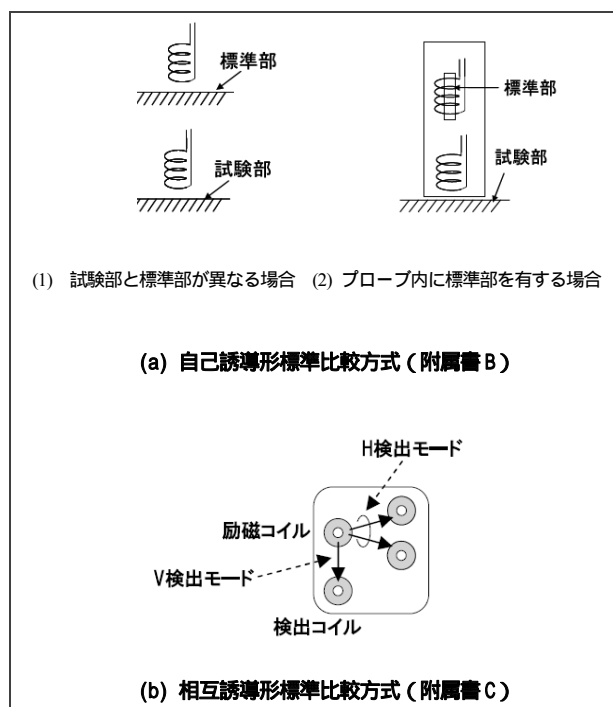 標準部
試験部
標準部
試験部
(1) 試験部と標準部が異なる場合 (2) プローブ内に標準部を有する場合
(a) 自己誘導形標準比較方式（附属書B）
H検出モード
励磁コイル
V検出モード
検出コイル
(b) 相互誘導形標準比較方式（附属書C）